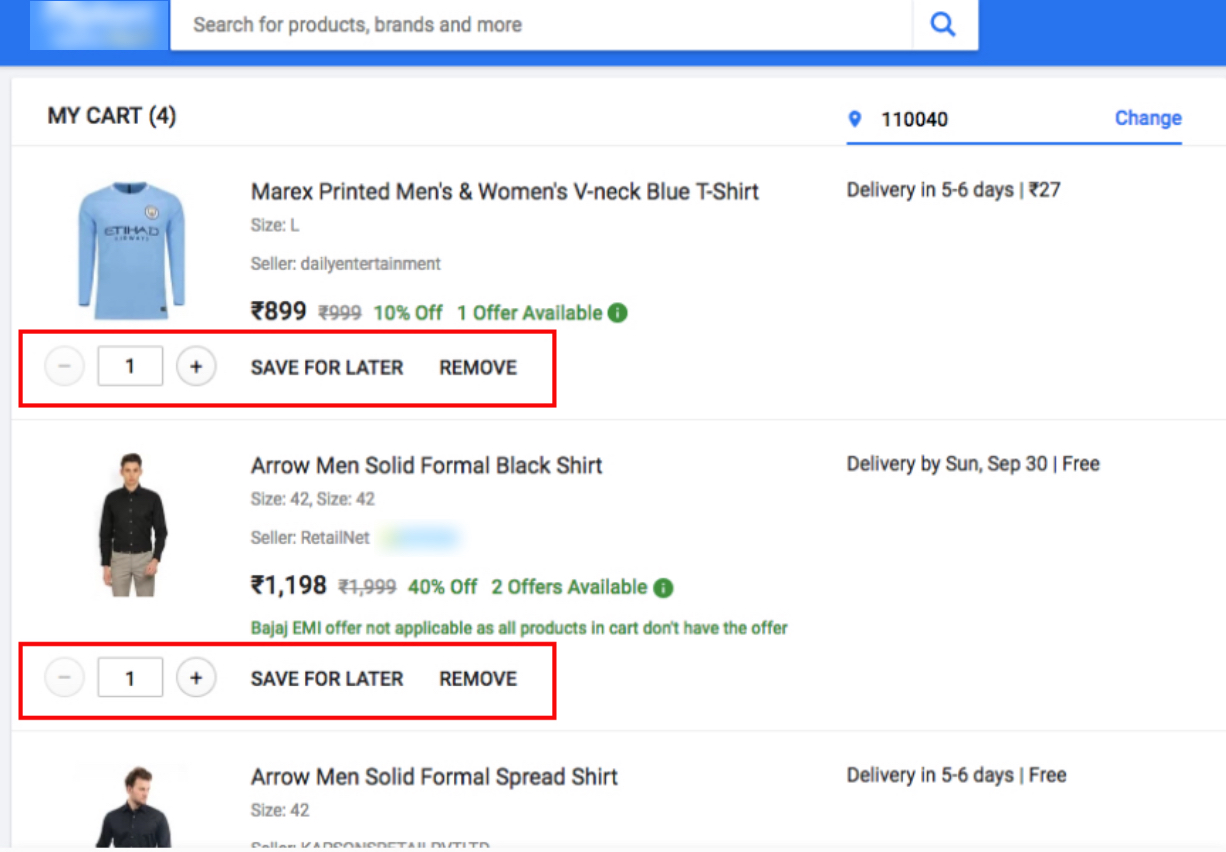 Search for products, brands and more
MY CART (4)
110040
Change
Marex Printed Men's & Women's V-neck Blue T-Shirt
Delivery in 5-6 days | ₹27
Size: L
Seller: dailyentertainment
ETIHAD
AIRWAYS
₹899 ₹999 10% Off 1 Offer Available
− 1 + SAVE FOR LATER REMOVE
Arrow Men Solid Formal Black Shirt
Delivery by Sun, Sep 30 | Free
Size: 42, Size: 42
Seller: RetailNet
₹1,198 ₹1,999 40% Off 2 Offers Available
Bajaj EMI offer not applicable as all products in cart don't have the offer
− 1 + SAVE FOR LATER REMOVE
Arrow Men Solid Formal Spread Shirt
Delivery in 5-6 days | Free
Size: 42
Seller: KAPSONSRETAILPVTLTD